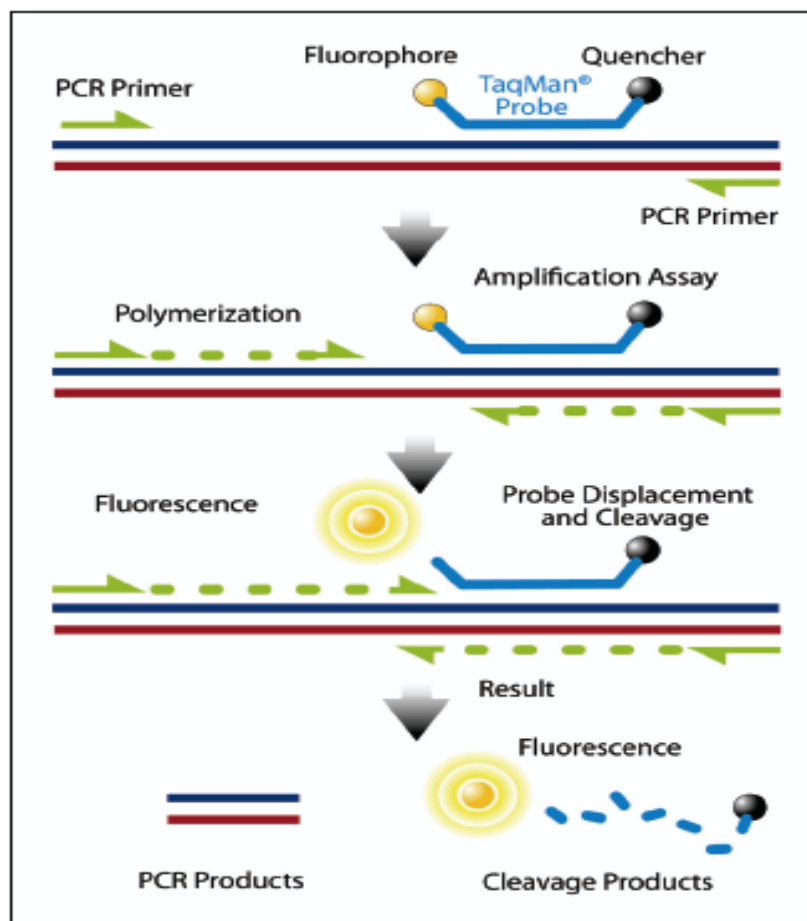 Fluorophore
Quencher
PCR Primer
TaqMan®
Probe
PCR Primer
Amplification Assay
Polymerization
Fluorescence
Probe Displacement
and Cleavage
Result
Fluorescence
PCR Products
Cleavage Products